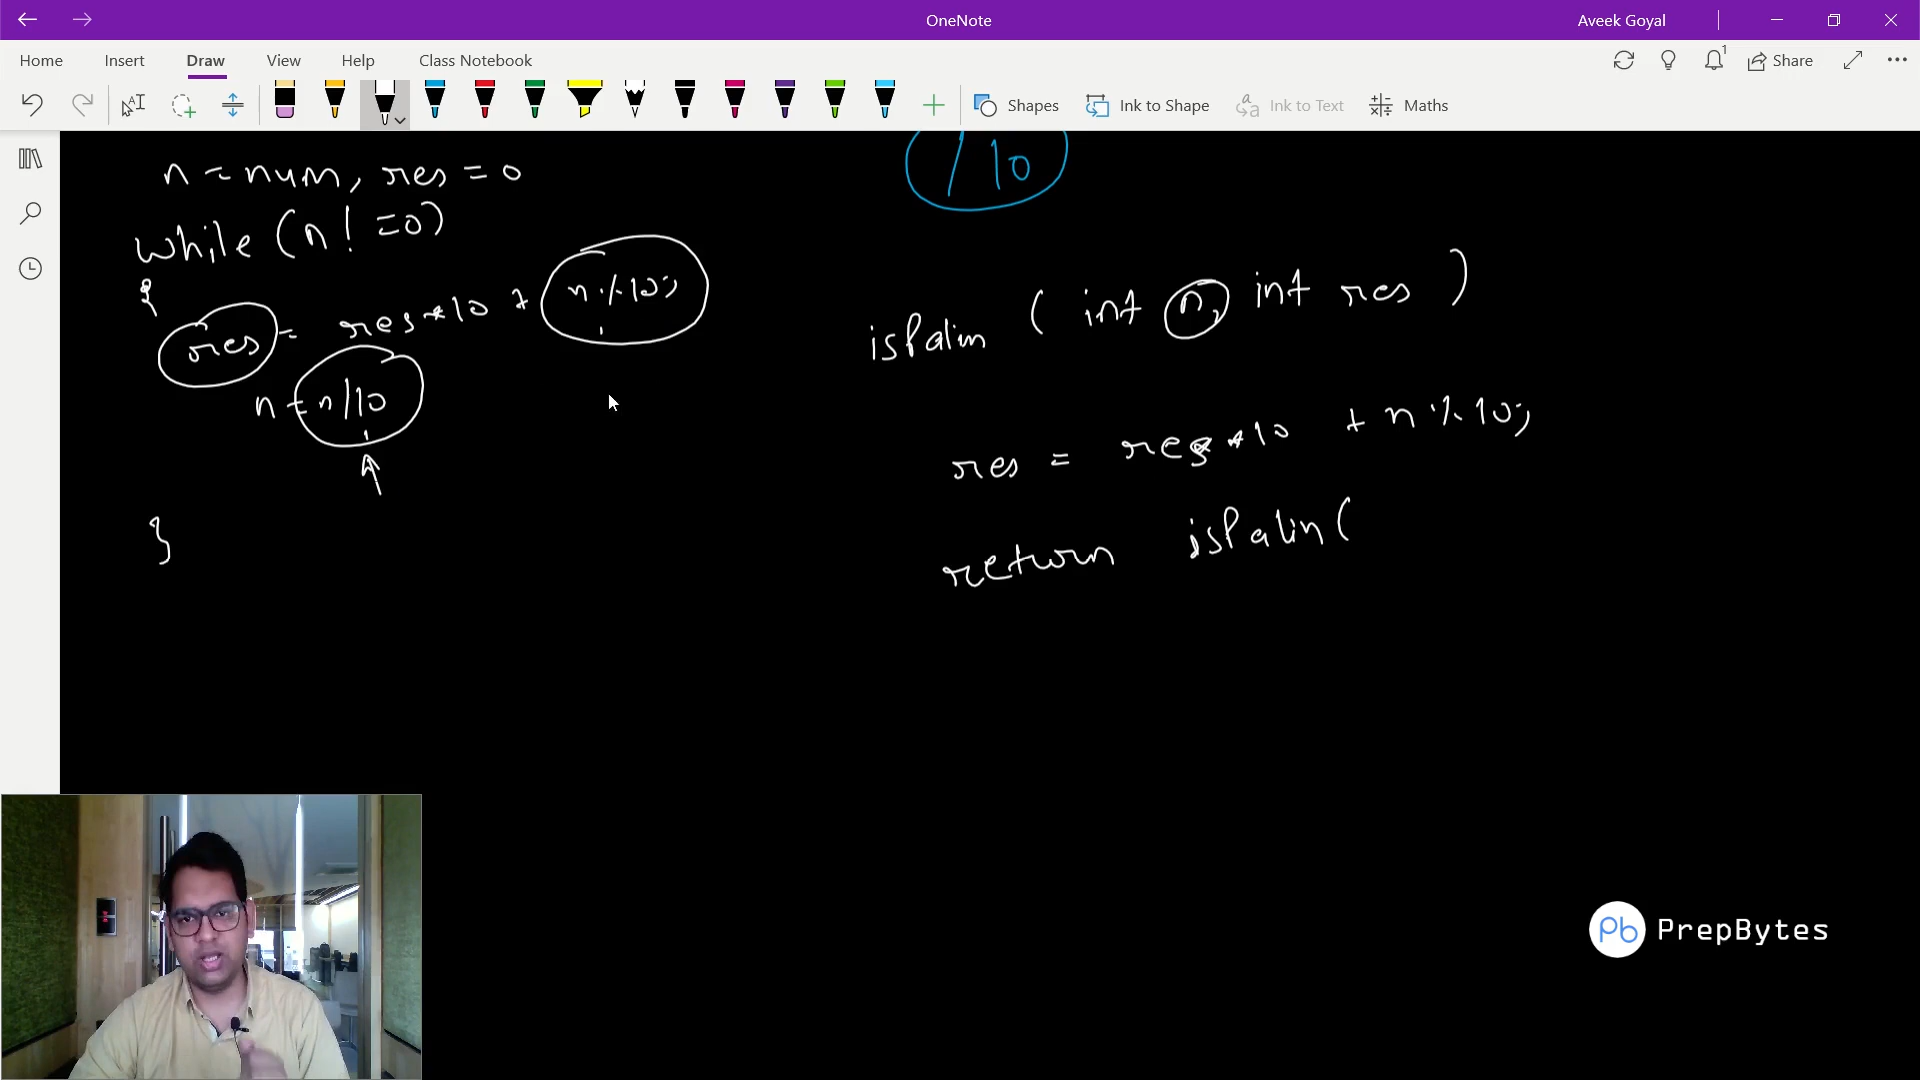 OneNote
Aveek Goyal
Home Insert Draw View Help Class Notebook
1 Share
Shapes Ink to Shape Ink to Text Maths
/ 10
n = num, res = 0
while (n! =0)
{
res = res*10 + n%10;
n = n/10
}
isPalin ( int n, int res )
res = res*10 + n%10;
return isPalin(
Pb PrepBytes